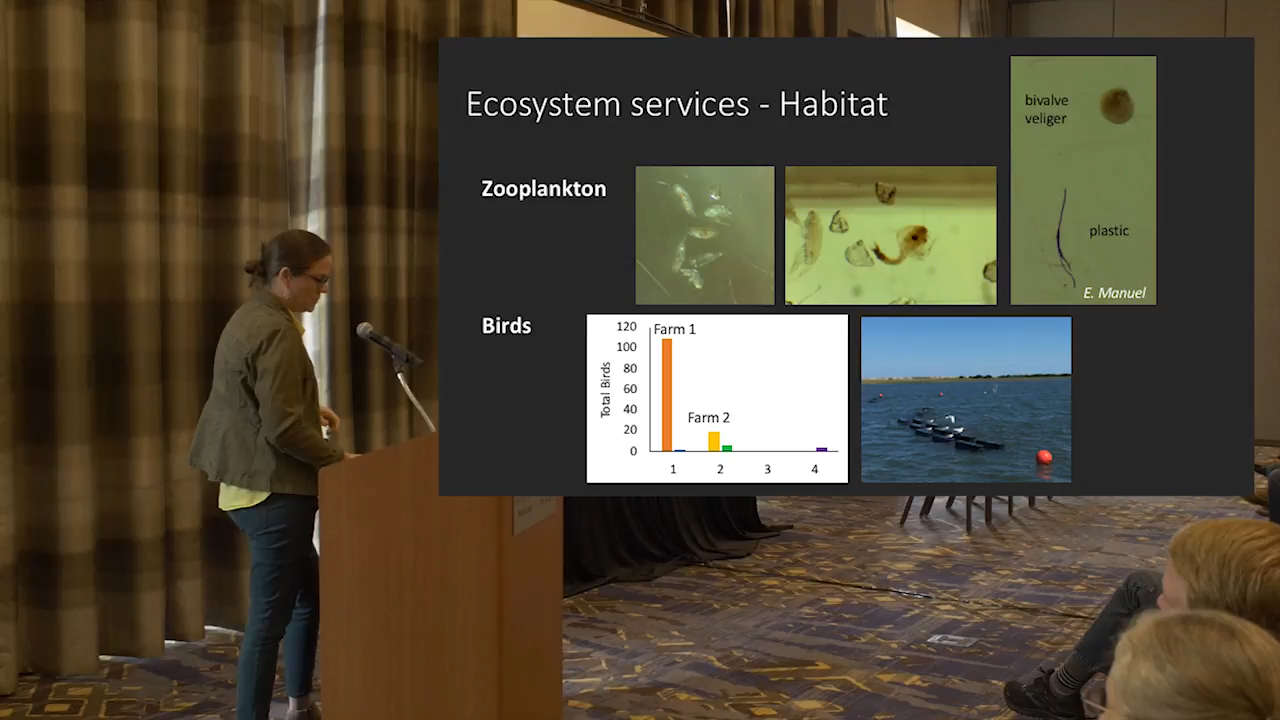 Ecosystem services - Habitat
bivalve
veliger
Zooplankton
plastic
E. Manuel
Birds
120
100
80
60
40
20
0
Total Birds
Farm 1
Farm 2
1 2 3 4